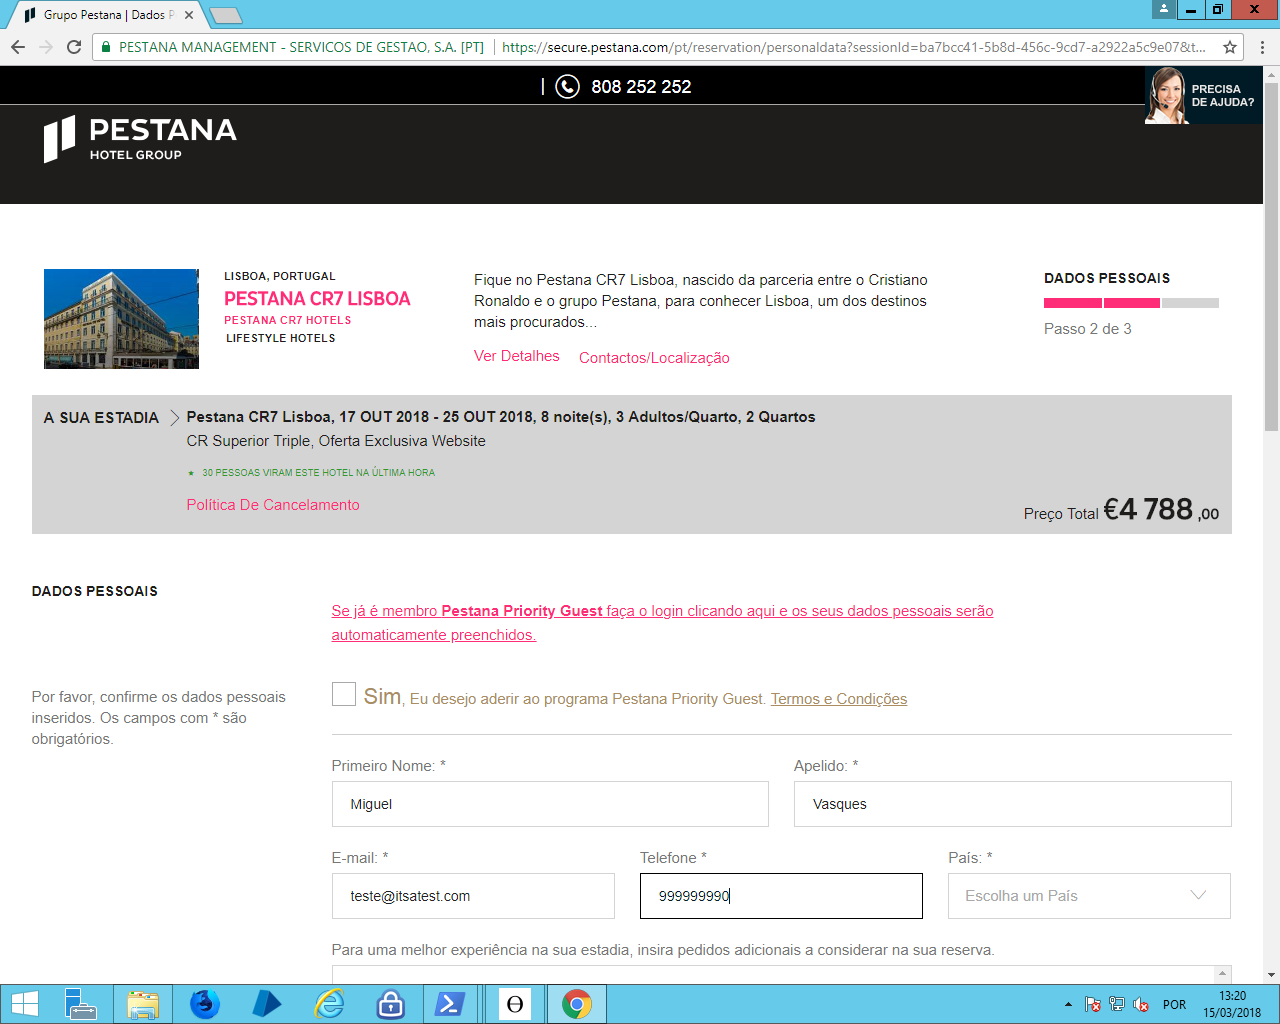 Grupo Pestana | Dados P
PESTANA MANAGEMENT - SERVICOS DE GESTAO, S.A. [PT] | https://secure.pestana.com/pt/reservation/personaldata?sessionId=ba7bcc41-5b8d-456c-9cd7-a2922a5c9e07&t...
| 808 252 252
PRECISA
DE AJUDA?
PESTANA
HOTEL GROUP
LISBOA, PORTUGAL
PESTANA CR7 LISBOA
PESTANA CR7 HOTELS
LIFESTYLE HOTELS
Fique no Pestana CR7 Lisboa, nascido da parceria entre o Cristiano
Ronaldo e o grupo Pestana, para conhecer Lisboa, um dos destinos
mais procurados...
Ver Detalhes Contactos/Localização
DADOS PESSOAIS
Passo 2 de 3
A SUA ESTADIA
Pestana CR7 Lisboa, 17 OUT 2018 - 25 OUT 2018, 8 noite(s), 3 Adultos/Quarto, 2 Quartos
CR Superior Triple, Oferta Exclusiva Website
★ 30 PESSOAS VIRAM ESTE HOTEL NA ÚLTIMA HORA
Política De Cancelamento
Preço Total €4 788 ,00
DADOS PESSOAIS
Se já é membro Pestana Priority Guest faça o login clicando aqui e os seus dados pessoais serão
automaticamente preenchidos.
Por favor, confirme os dados pessoais
inseridos. Os campos com * são
obrigatórios.
Sim, Eu desejo aderir ao programa Pestana Priority Guest. Termos e Condições
Primeiro Nome: * Apelido: *
Miguel Vasques
E-mail: * Telefone * País: *
teste@itsatest.com 999999990 Escolha um País
Para uma melhor experiência na sua estadia, insira pedidos adicionais a considerar na sua reserva.
POR
13:20
15/03/2018